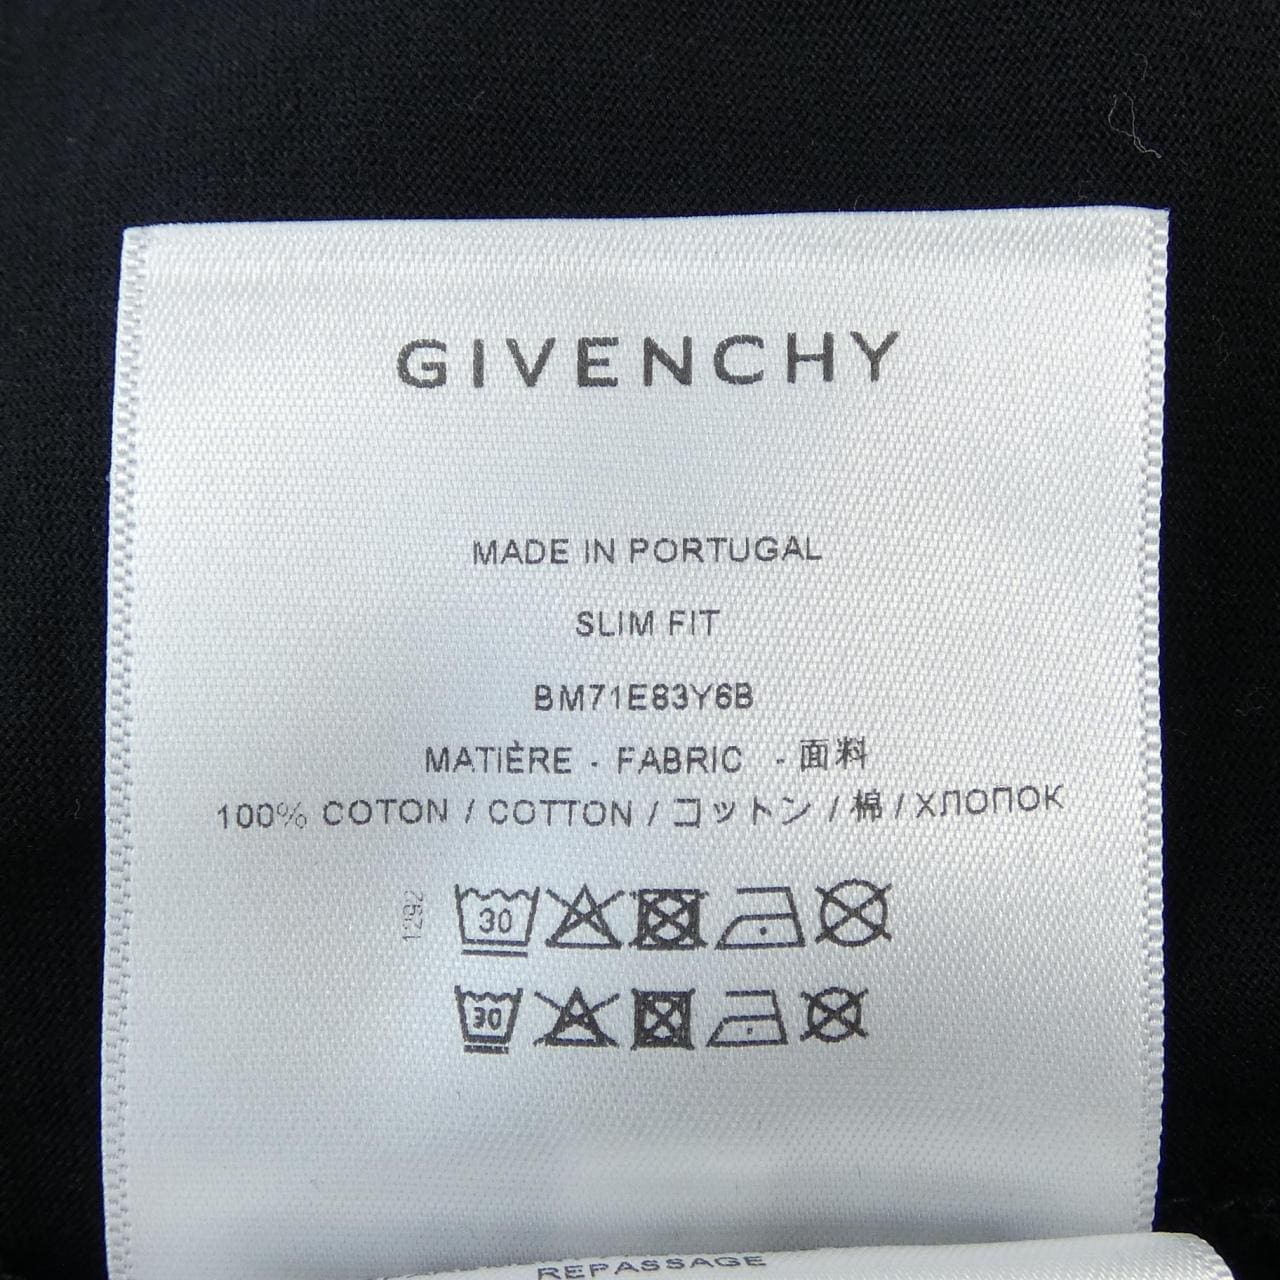 GIVENCHY
MADE IN PORTUGAL
SLIM FIT
BM71E83Y6B
MATIÈRE - FABRIC - 面料
100% COTON / COTTON / コットン / 棉 / ХЛОПОК
1292
30
30
REPASSAGE